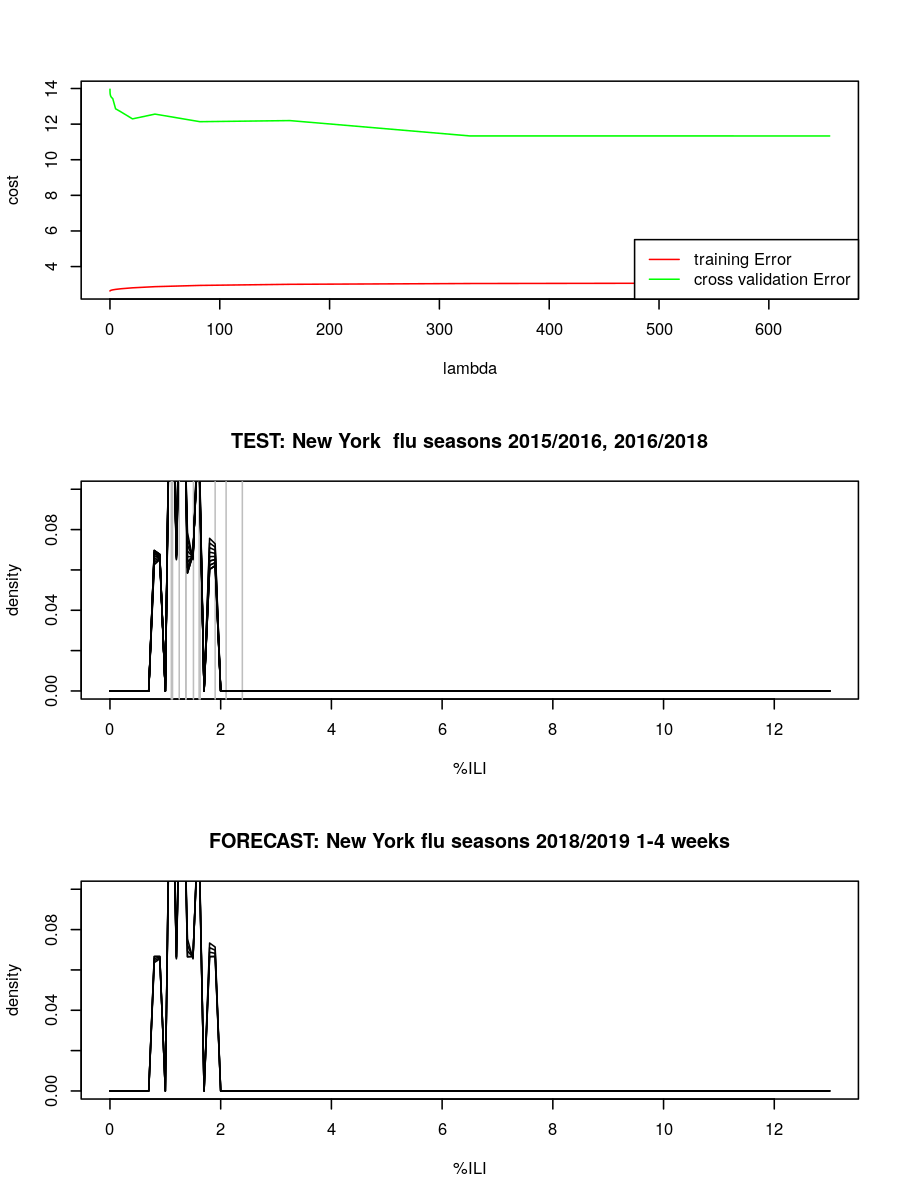 14
12
10
8
6
4
cost
training Error
cross validation Error
0 100 200 300 400 500 600
lambda
TEST: New York  flu seasons 2015/2016, 2016/2018
0.08
0.04
0.00
density
0 2 4 6 8 10 12
%ILI
FORECAST: New York flu seasons 2018/2019 1-4 weeks
0.08
0.04
0.00
density
0 2 4 6 8 10 12
%ILI